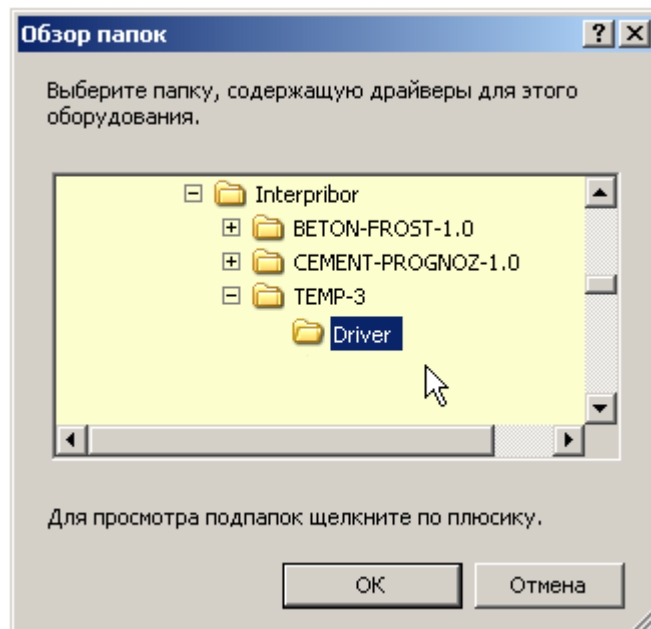 Обзор папок
Выберите папку, содержащую драйверы для этого
оборудования.
Interpribor
BETON-FROST-1.0
CEMENT-PROGNOZ-1.0
TEMP-3
Driver
Для просмотра подпапок щелкните по плюсику.
ОК
Отмена